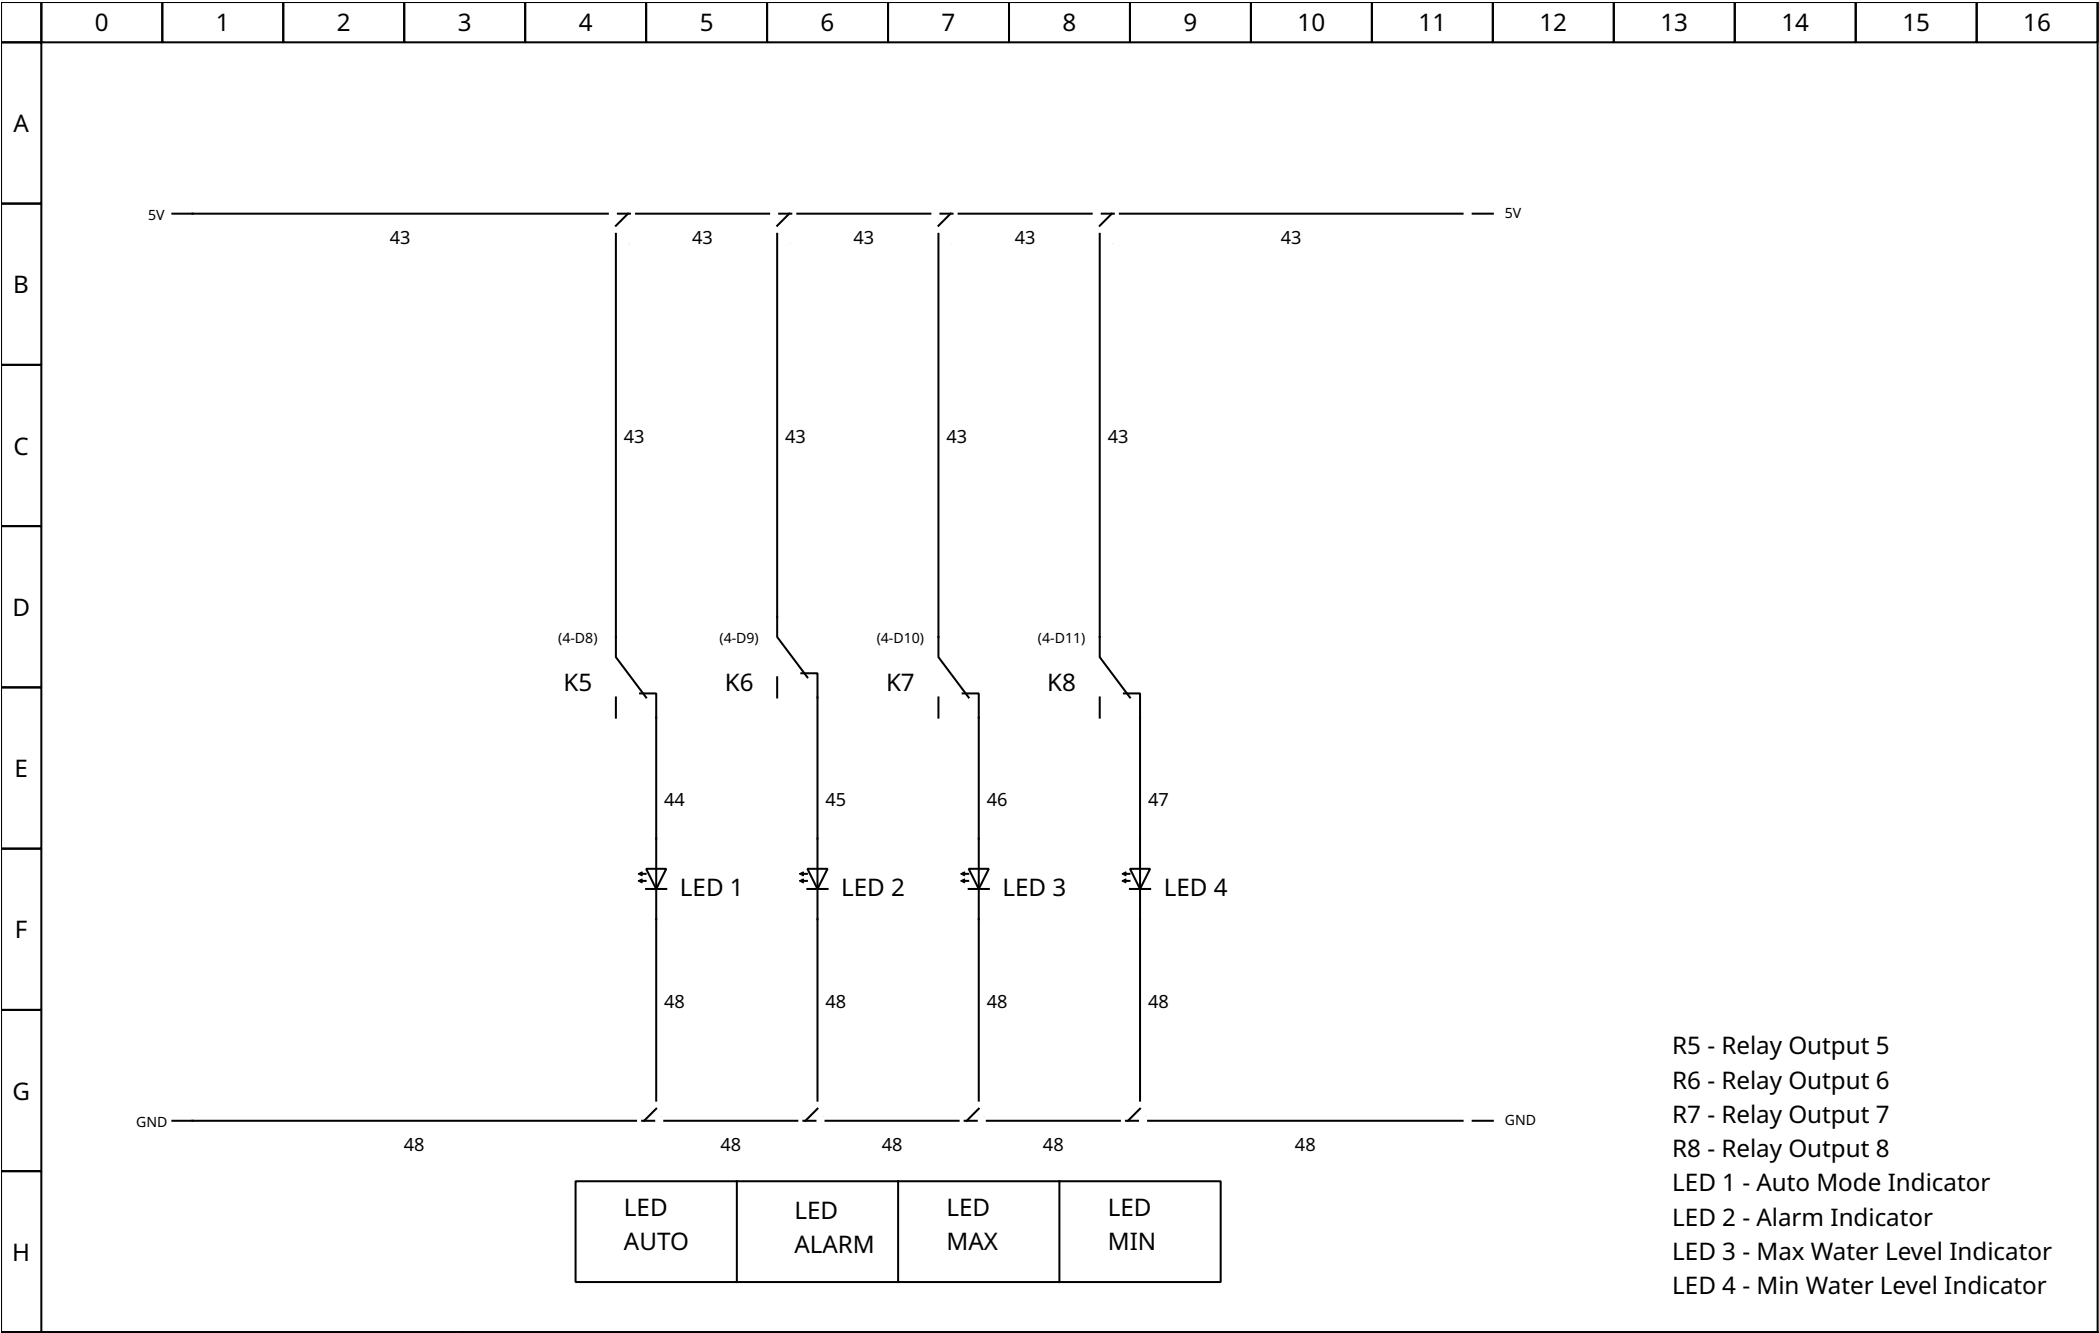 0 1 2 3 4 5 6 7 8 9 10 11 12 13 14 15 16
A
5V 5V
43 43 43 43 43
B
C
43 43 43 43
D
(4-D8) (4-D9) (4-D10) (4-D11)
K5 K6 K7 K8
E
44 45 46 47
LED 1 LED 2 LED 3 LED 4
F
48 48 48 48
G
GND GND
48 48 48 48 48
LED LED LED LED
AUTO ALARM MAX MIN
H
R5 - Relay Output 5
R6 - Relay Output 6
R7 - Relay Output 7
R8 - Relay Output 8
LED 1 - Auto Mode Indicator
LED 2 - Alarm Indicator
LED 3 - Max Water Level Indicator
LED 4 - Min Water Level Indicator